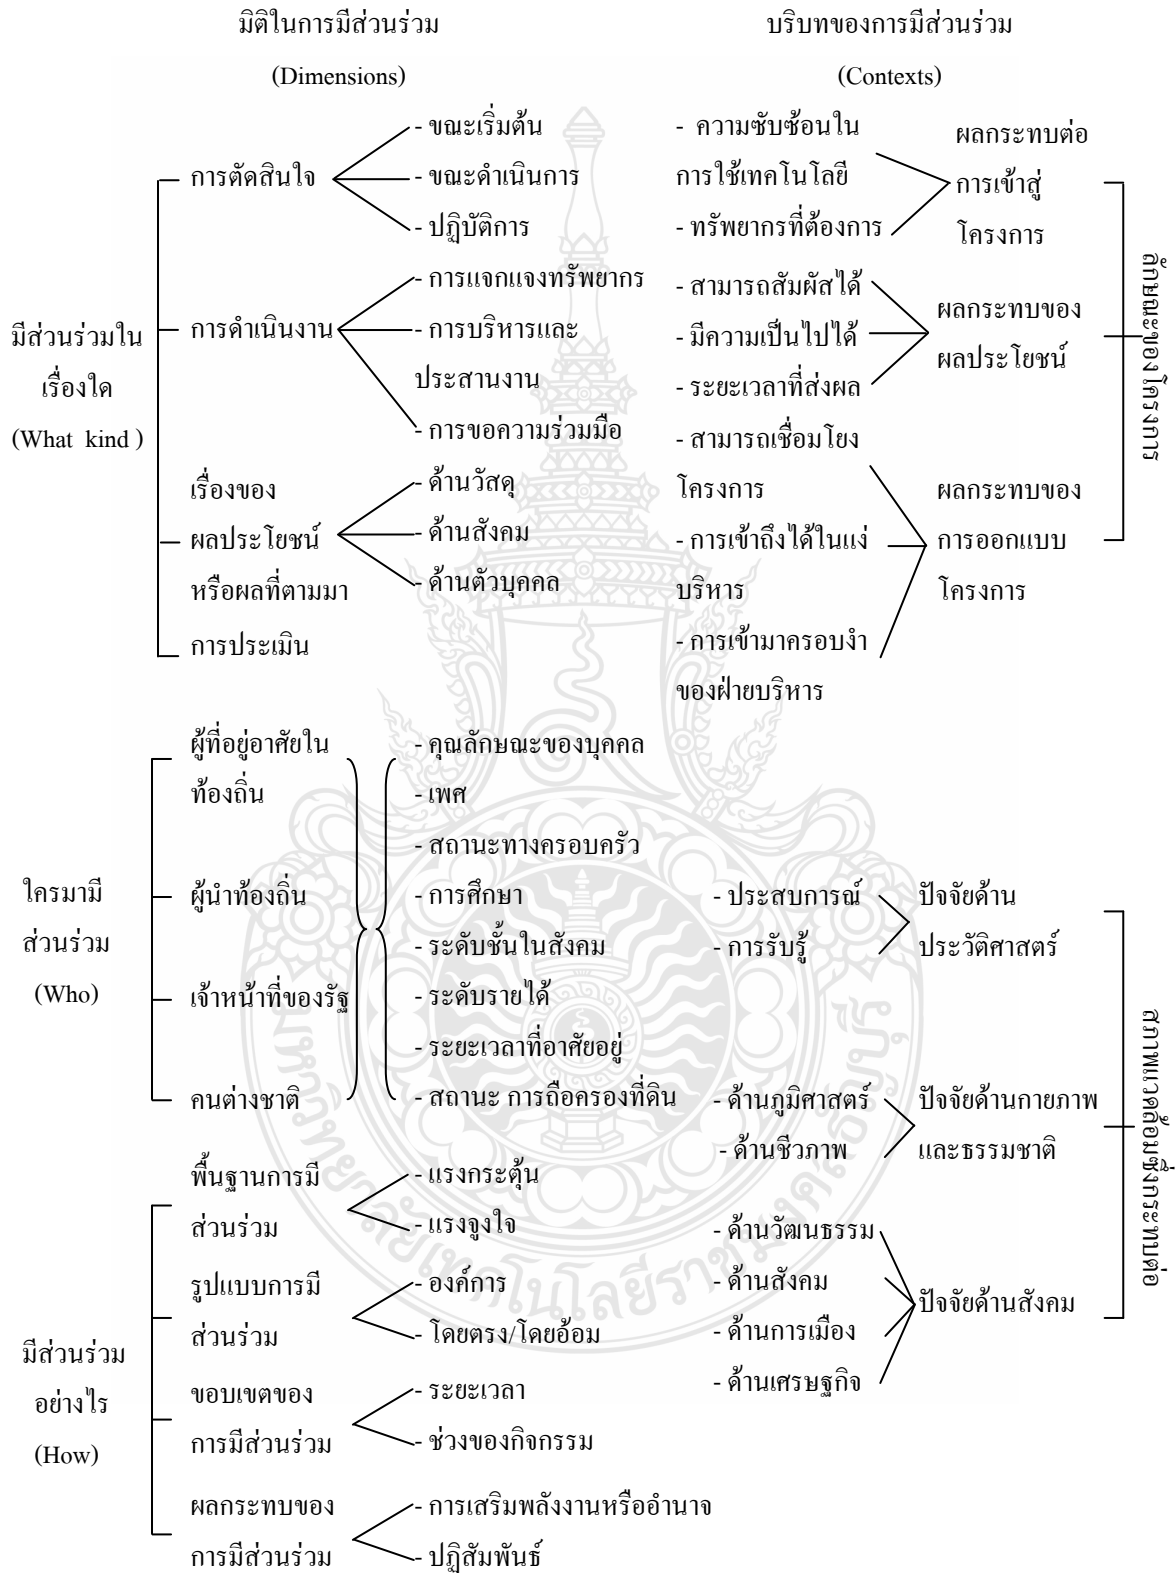 มิติในการมีส่วนร่วม
(Dimensions)
มีส่วนร่วมใน
เรื่องใด
(What kind )
การตัดสินใจ
- ขณะเริ่มต้น
- ขณะดำเนินการ
- ปฏิบัติการ
การดำเนินงาน
- การแจกแจงทรัพยากร
- การบริหารและ
ประสานงาน
- การขอความร่วมมือ
เรื่องของ
ผลประโยชน์
หรือผลที่ตามมา
- ด้านวัสดุ
- ด้านสังคม
- ด้านตัวบุคคล
การประเมิน
ใครมามี
ส่วนร่วม
(Who)
ผู้ที่อยู่อาศัยใน
ท้องถิ่น
ผู้นำท้องถิ่น
เจ้าหน้าที่ของรัฐ
คนต่างชาติ
- คุณลักษณะของบุคคล
- เพศ
- สถานะทางครอบครัว
- การศึกษา
- ระดับชั้นในสังคม
- ระดับรายได้
- ระยะเวลาที่อาศัยอยู่
- สถานะ การถือครองที่ดิน
มีส่วนร่วม
อย่างไร
(How)
พื้นฐานการมี
ส่วนร่วม
- แรงกระตุ้น
- แรงจูงใจ
รูปแบบการมี
ส่วนร่วม
- องค์การ
- โดยตรง/โดยอ้อม
ขอบเขตของ
การมีส่วนร่วม
- ระยะเวลา
- ช่วงของกิจกรรม
ผลกระทบของ
การมีส่วนร่วม
- การเสริมพลังงานหรืออำนาจ
- ปฏิสัมพันธ์
บริบทของการมีส่วนร่วม
(Contexts)
- ความซับซ้อนใน
การใช้เทคโนโลยี
- ทรัพยากรที่ต้องการ
ผลกระทบต่อ
การเข้าสู่
โครงการ
- สามารถสัมผัสได้
- มีความเป็นไปได้
- ระยะเวลาที่ส่งผล
ผลกระทบของ
ผลประโยชน์
- สามารถเชื่อมโยง
โครงการ
- การเข้าถึงได้ในแง่
บริหาร
- การเข้ามาครอบงำ
ของฝ่ายบริหาร
ผลกระทบของ
การออกแบบ
โครงการ
ลักษณะของโครงการ
- ประสบการณ์
- การรับรู้
ปัจจัยด้าน
ประวัติศาสตร์
- ด้านภูมิศาสตร์
- ด้านชีวภาพ
ปัจจัยด้านกายภาพ
และธรรมชาติ
- ด้านวัฒนธรรม
- ด้านสังคม
- ด้านการเมือง
- ด้านเศรษฐกิจ
ปัจจัยด้านสังคม
สภาพแวดล้อมซึ่งกระทบต่อ
มหาวิทยาลัยเทคโนโลยีราชมงคลธัญบุรี